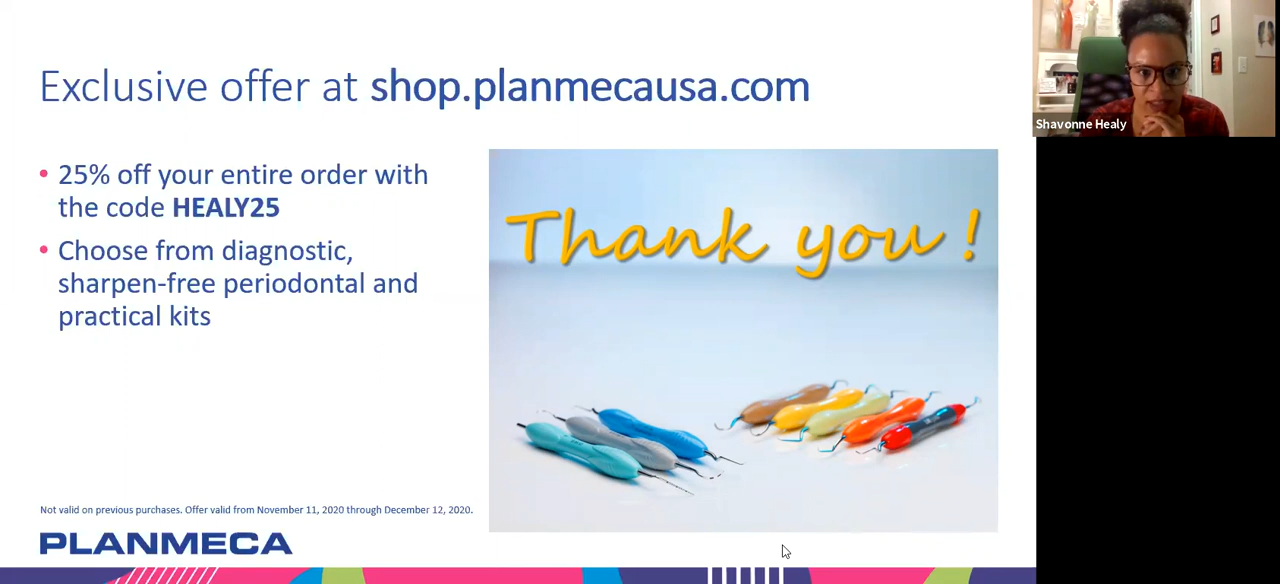 Exclusive offer at shop.planmecausa.com
Shavonne Healy
• 25% off your entire order with
the code HEALY25
• Choose from diagnostic,
sharpen-free periodontal and
practical kits
Thank you !
Not valid on previous purchases. Offer valid from November 11, 2020 through December 12, 2020.
PLANMECA